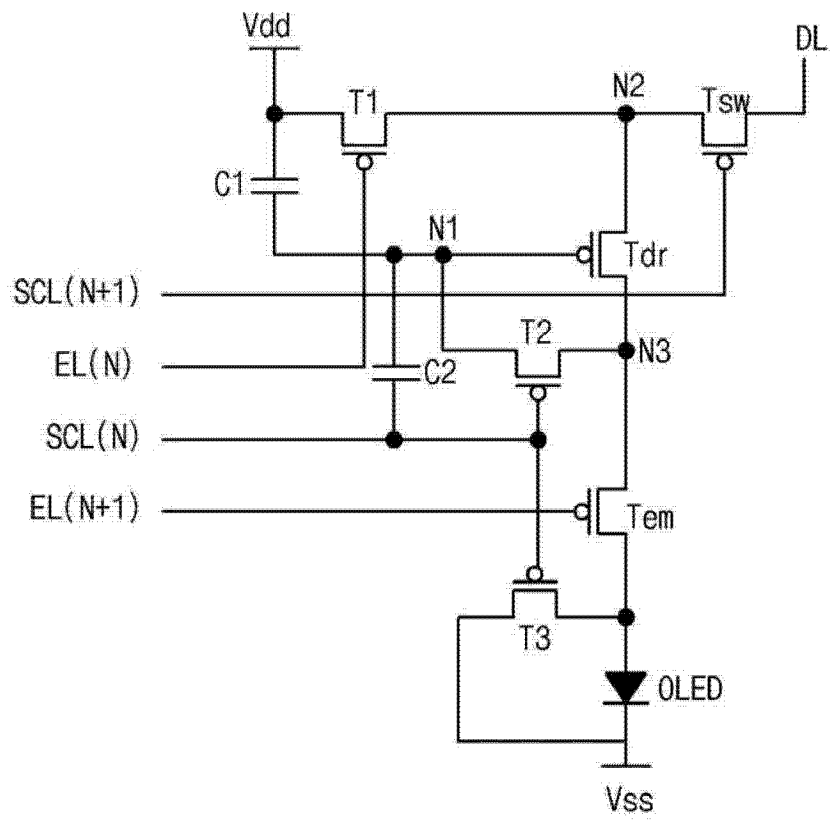 Vdd
DL
N2
T1
Tsw
C1
N1
Tdr
SCL(N+1)
T2
N3
EL(N)
C2
SCL(N)
EL(N+1)
Tem
T3
OLED
Vss